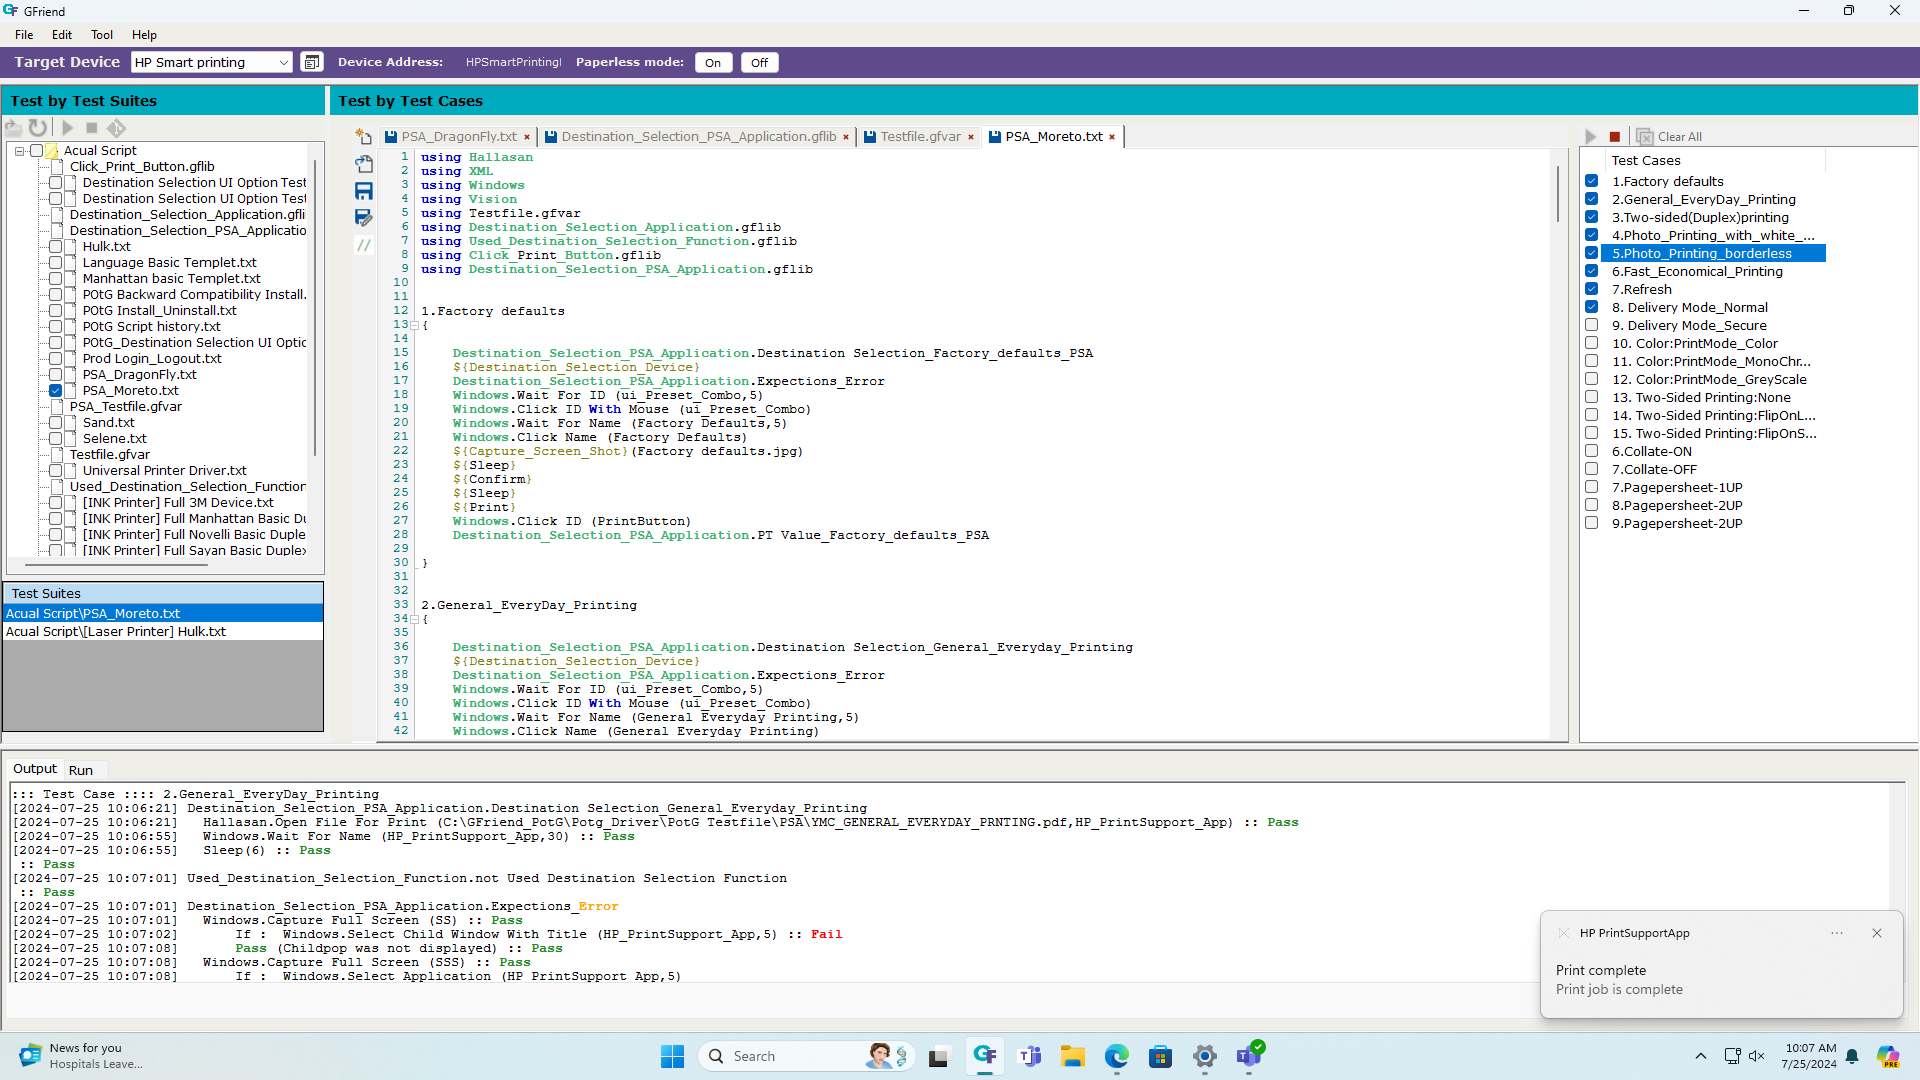 GFriend
File Edit Tool Help
Target Device HP Smart printing Device Address: HPSmartPrintingl Paperless mode: On Off
Test by Test Suites
Acual Script
Click_Print_Button.gflib
Destination Selection UI Option Test
Destination Selection UI Option Test
Destination_Selection_Application.gfli
Destination_Selection_PSA_Applicatio
Hulk.txt
Language Basic Templet.txt
Manhattan basic Templet.txt
POtG Backward Compatibility Install.
POtG Install_Uninstall.txt
POtG Script history.txt
POtG_Destination Selection UI Optic
Prod Login_Logout.txt
PSA_DragonFly.txt
PSA_Moreto.txt
PSA_Testfile.gfvar
Sand.txt
Selene.txt
Testfile.gfvar
Universal Printer Driver.txt
Used_Destination_Selection_Function
[INK Printer] Full 3M Device.txt
[INK Printer] Full Manhattan Basic Du
[INK Printer] Full Novelli Basic Duple
[INK Printer] Full Sayan Basic Duplex
Test Suites
Acual Script\PSA_Moreto.txt
Acual Script\[Laser Printer] Hulk.txt
Test by Test Cases
PSA_DragonFly.txt × Destination_Selection_PSA_Application.gflib × Testfile.gfvar × PSA_Moreto.txt ×
1 using Hallasan
2 using XML
3 using Windows
4 using Vision
5 using Testfile.gfvar
6 using Destination_Selection_Application.gflib
7 using Used_Destination_Selection_Function.gflib
8 using Click_Print_Button.gflib
9 using Destination_Selection_PSA_Application.gflib
10
11
12 1.Factory defaults
13 {
14
15 Destination_Selection_PSA_Application.Destination Selection_Factory_defaults_PSA
16 ${Destination_Selection_Device}
17 Destination_Selection_PSA_Application.Expections_Error
18 Windows.Wait For ID (ui_Preset_Combo,5)
19 Windows.Click ID With Mouse (ui_Preset_Combo)
20 Windows.Wait For Name (Factory Defaults,5)
21 Windows.Click Name (Factory Defaults)
22 ${Capture_Screen_Shot}(Factory defaults.jpg)
23 ${Sleep}
24 ${Confirm}
25 ${Sleep}
26 ${Print}
27 Windows.Click ID (PrintButton)
28 Destination_Selection_PSA_Application.PT Value_Factory_defaults_PSA
29
30 }
31
32
33 2.General_EveryDay_Printing
34 {
35
36 Destination_Selection_PSA_Application.Destination Selection_General_Everyday_Printing
37 ${Destination_Selection_Device}
38 Destination_Selection_PSA_Application.Expections_Error
39 Windows.Wait For ID (ui_Preset_Combo,5)
40 Windows.Click ID With Mouse (ui_Preset_Combo)
41 Windows.Wait For Name (General Everyday Printing,5)
42 Windows.Click Name (General Everyday Printing)
Clear All
Test Cases
1.Factory defaults
2.General_EveryDay_Printing
3.Two-sided(Duplex)printing
4.Photo_Printing_with_white_...
5.Photo_Printing_borderless
6.Fast_Economical_Printing
7.Refresh
8. Delivery Mode_Normal
9. Delivery Mode_Secure
10. Color:PrintMode_Color
11. Color:PrintMode_MonoChr...
12. Color:PrintMode_GreyScale
13. Two-Sided Printing:None
14. Two-Sided Printing:FlipOnL...
15. Two-Sided Printing:FlipOnS...
6.Collate-ON
7.Collate-OFF
7.Pagepersheet-1UP
8.Pagepersheet-2UP
9.Pagepersheet-2UP
Output Run
::: Test Case :::: 2.General_EveryDay_Printing
[2024-07-25 10:06:21] Destination_Selection_PSA_Application.Destination Selection_General_Everyday_Printing
[2024-07-25 10:06:21] Hallasan.Open File For Print (C:\GFriend_PotG\Potg_Driver\PotG Testfile\PSA\YMC_GENERAL_EVERYDAY_PRNTING.pdf,HP_PrintSupport_App) :: Pass
[2024-07-25 10:06:55] Windows.Wait For Name (HP_PrintSupport_App,30) :: Pass
[2024-07-25 10:06:55] Sleep(6) :: Pass
:: Pass
[2024-07-25 10:07:01] Used_Destination_Selection_Function.not Used Destination Selection Function
:: Pass
[2024-07-25 10:07:01] Destination_Selection_PSA_Application.Expections_Error
[2024-07-25 10:07:01] Windows.Capture Full Screen (SS) :: Pass
[2024-07-25 10:07:02] If : Windows.Select Child Window With Title (HP_PrintSupport_App,5) :: Fail
[2024-07-25 10:07:08] Pass (Childpop was not displayed) :: Pass
[2024-07-25 10:07:08] Windows.Capture Full Screen (SSS) :: Pass
[2024-07-25 10:07:08] If : Windows.Select Application (HP PrintSupport App,5)
HP PrintSupportApp
Print complete
Print job is complete
News for you
Hospitals Leave...
Search
10:07 AM
7/25/2024
PRE